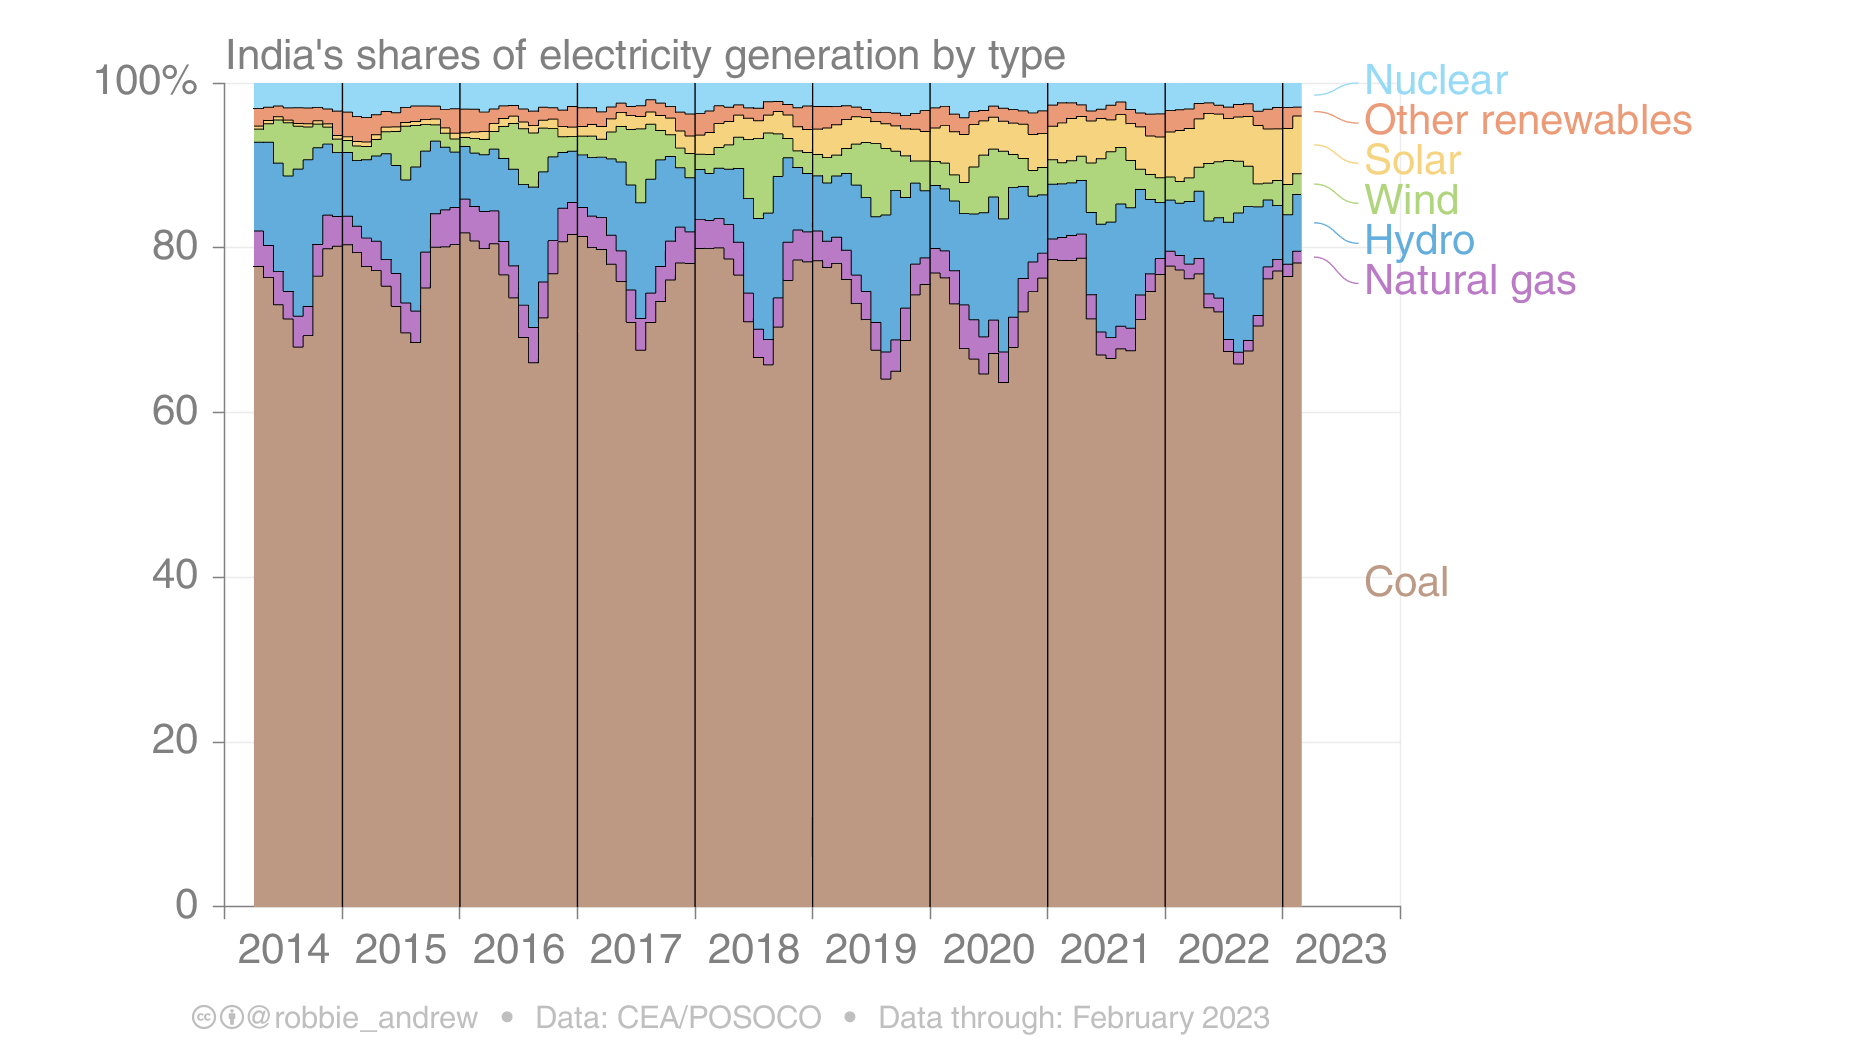 India's shares of electricity generation by type
100%
80
60
40
20
0
Nuclear
Other renewables
Solar
Wind
Hydro
Natural gas
Coal
2014 2015 2016 2017 2018 2019 2020 2021 2022 2023
@robbie_andrew • Data: CEA/POSOCO • Data through: February 2023